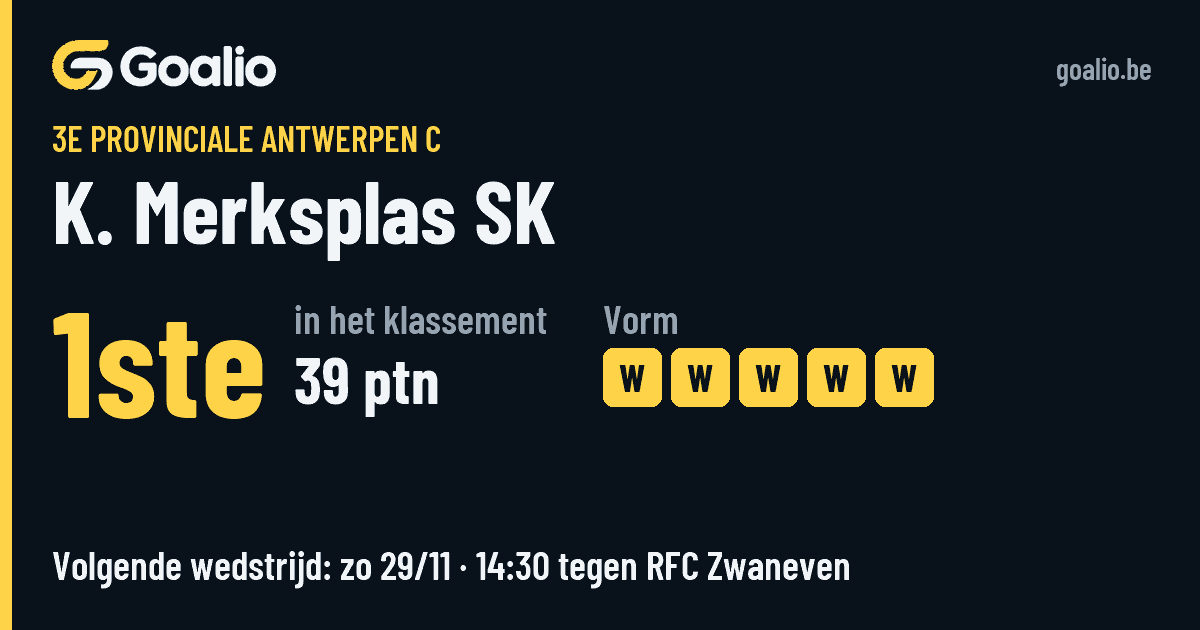 Goalio
goalio.be
3E PROVINCIALE ANTWERPEN C
K. Merksplas SK
1ste
in het klassement
39 ptn
Vorm
W W W W W
Volgende wedstrijd: zo 29/11 · 14:30 tegen RFC Zwaneven